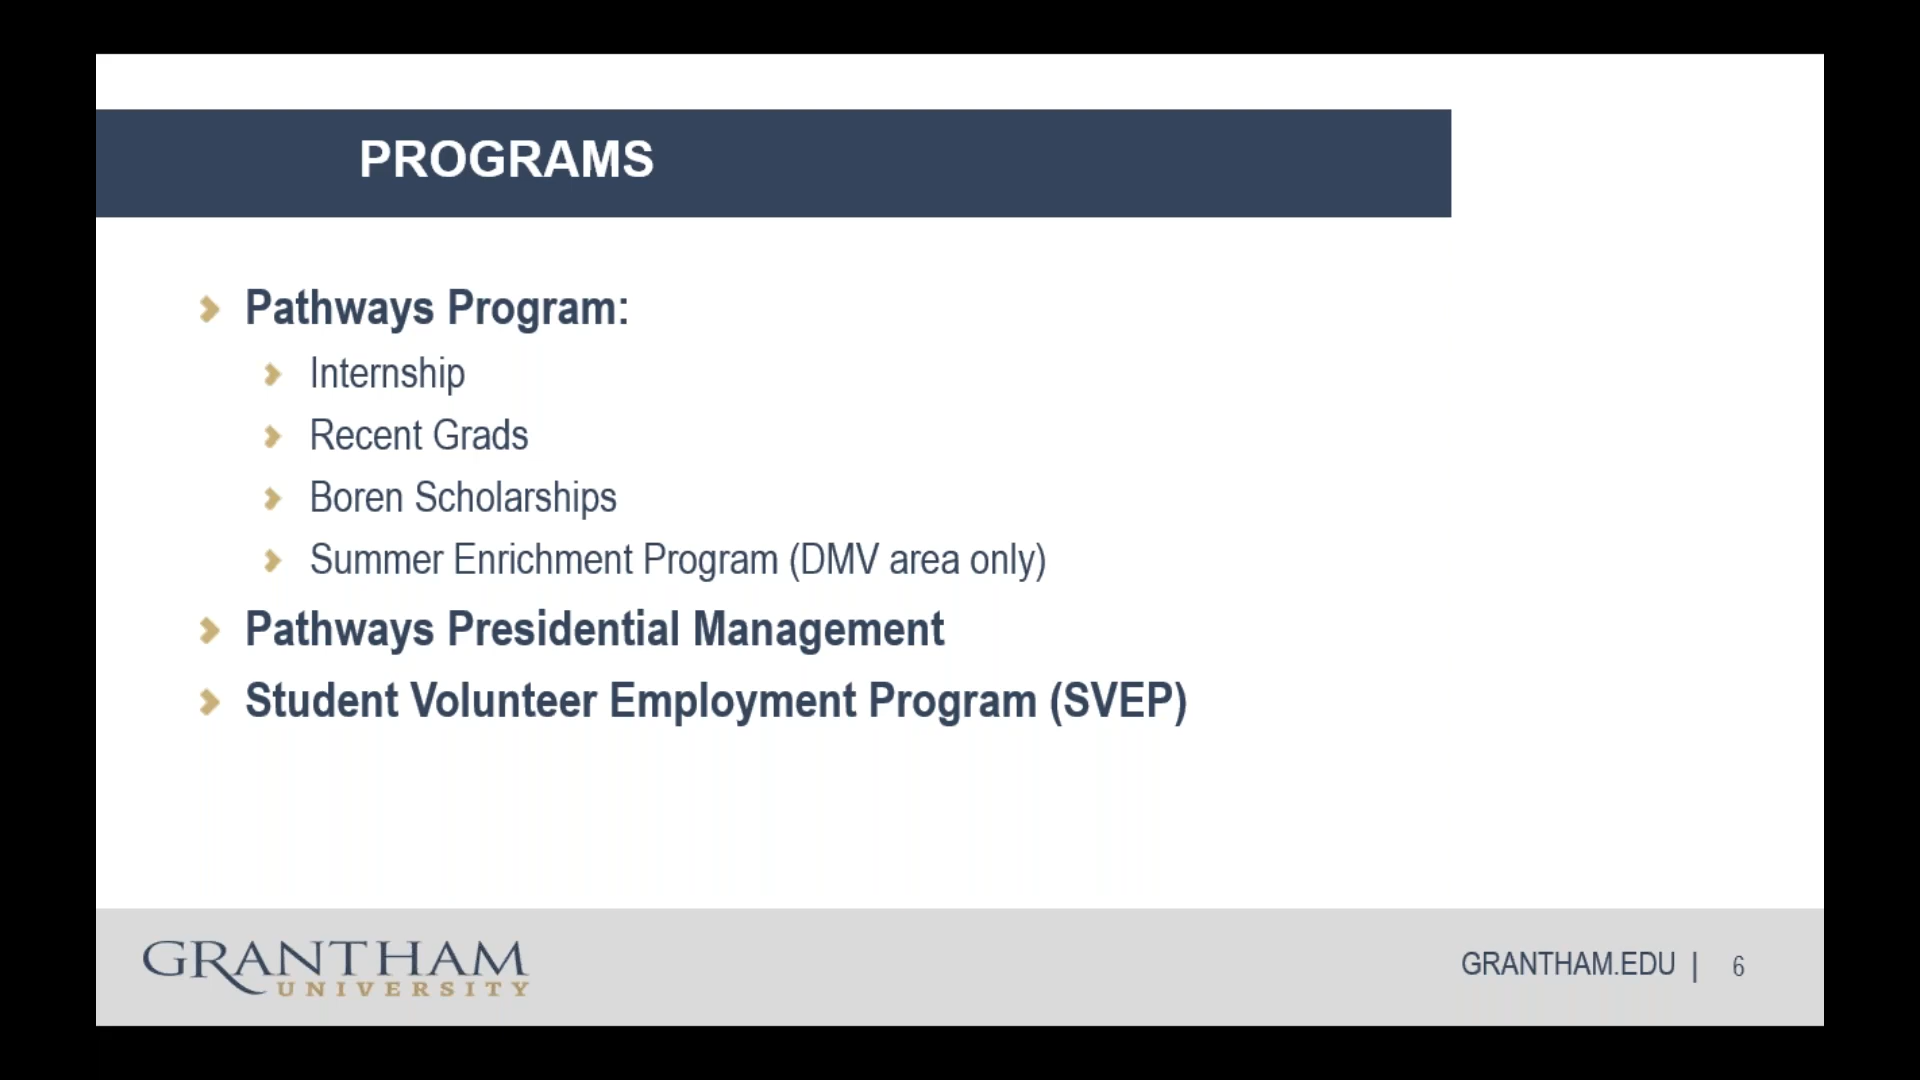 PROGRAMS
Pathways Program:
Internship
Recent Grads
Boren Scholarships
Summer Enrichment Program (DMV area only)
Pathways Presidential Management
Student Volunteer Employment Program (SVEP)
GRANTHAM
UNIVERSITY
GRANTHAM.EDU | 6